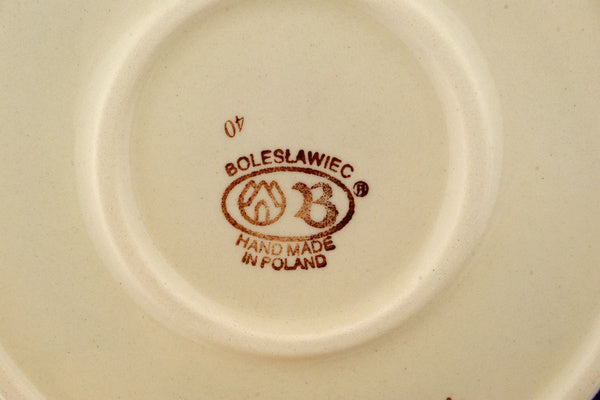 40
BOLESŁAWIEC
B ®
HAND MADE
IN POLAND